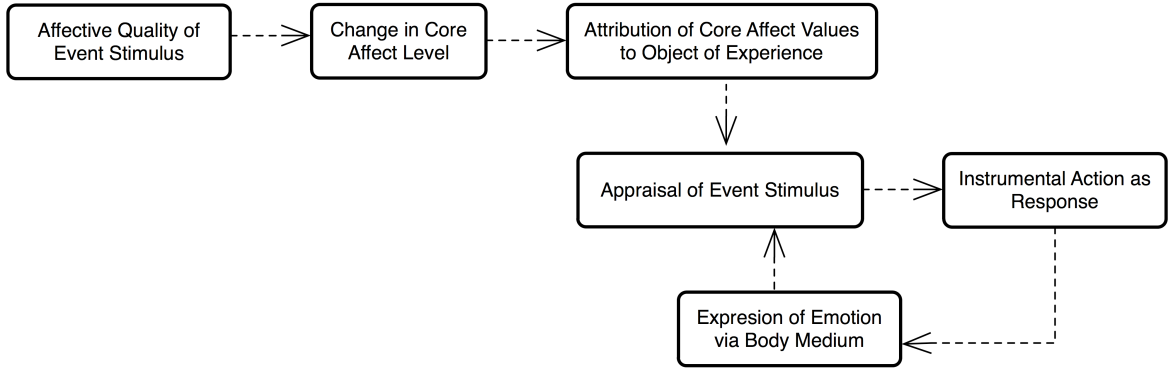 Affective Quality of
Event Stimulus
Change in Core
Affect Level
Attribution of Core Affect Values
to Object of Experience
Appraisal of Event Stimulus
Instrumental Action as
Response
Expresion of Emotion
via Body Medium